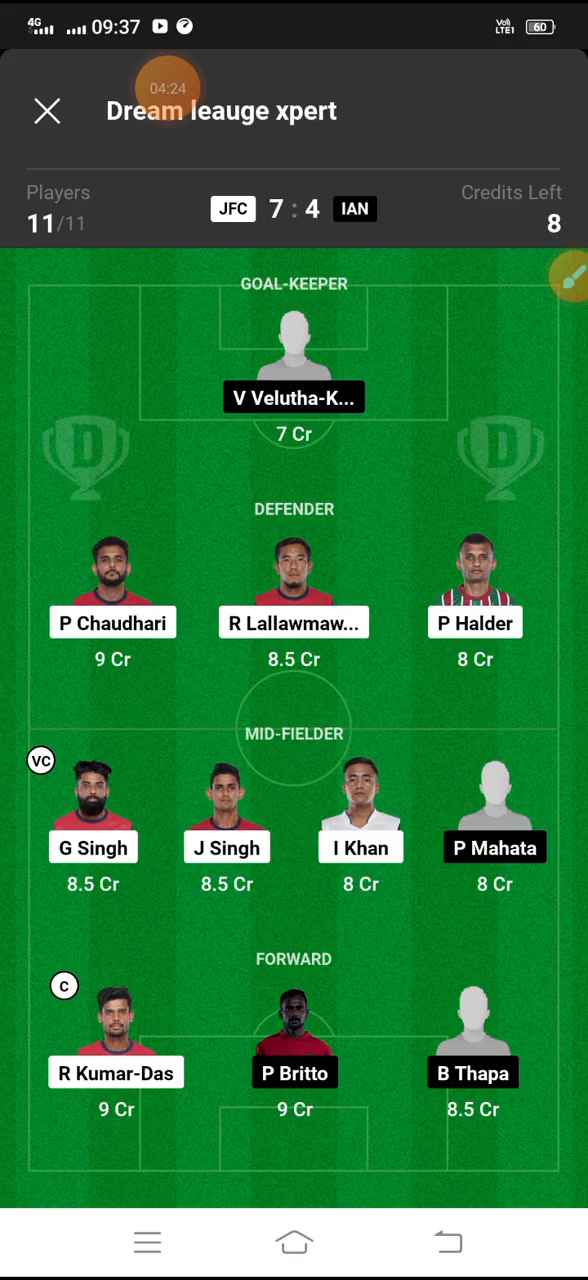 4G 09:37 Vo) LTE1 60
04:24
Dream leauge xpert
Players Credits Left
11/11 JFC 7 : 4 IAN 8
GOAL-KEEPER
V Velutha-K...
7 Cr
D D
DEFENDER
P Chaudhari R Lallawmaw... P Halder
9 Cr 8.5 Cr 8 Cr
MID-FIELDER
VC
G Singh J Singh I Khan P Mahata
8.5 Cr 8.5 Cr 8 Cr 8 Cr
FORWARD
C
R Kumar-Das P Britto B Thapa
9 Cr 9 Cr 8.5 Cr